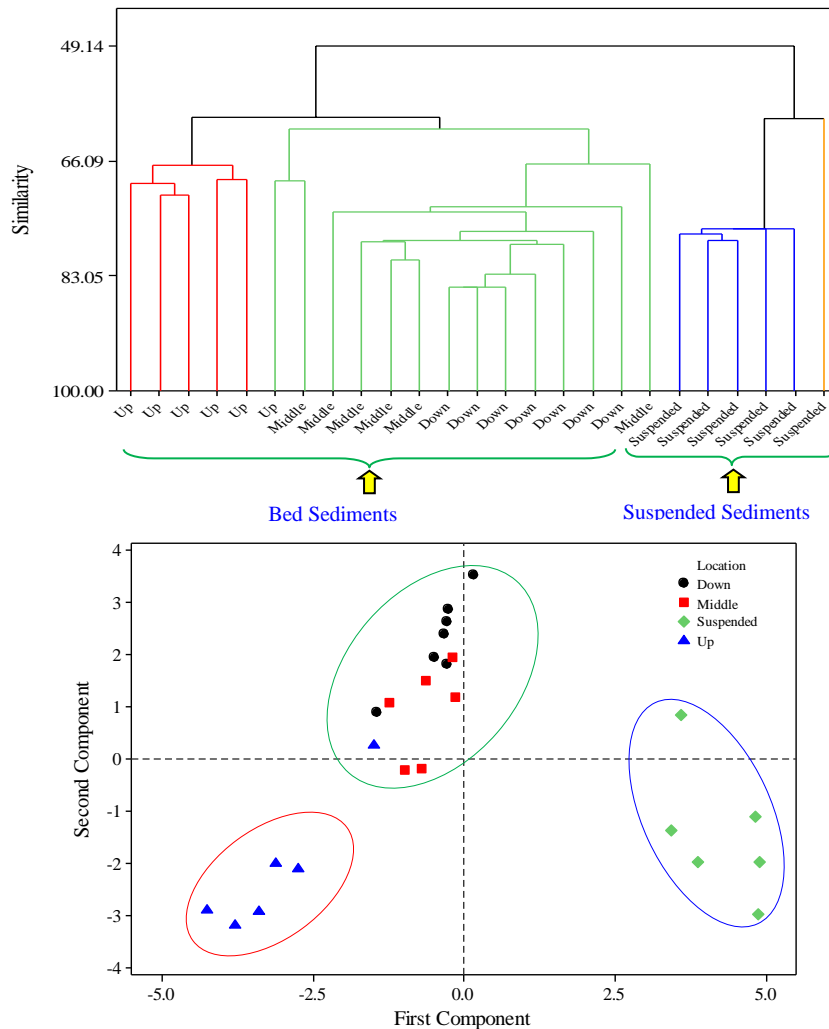 49.14
66.09
83.05
100.00
Similarity
Up Up Up Up Up Up Middle Middle Middle Middle Middle Down Down Down Down Down Down Down Middle Suspended Suspended Suspended Suspended Suspended Suspended
Bed Sediments Suspended Sediments
4
3
2
1
0
-1
-2
-3
-4
Second Component
Location
Down
Middle
Suspended
Up
-5.0 -2.5 0.0 2.5 5.0
First Component